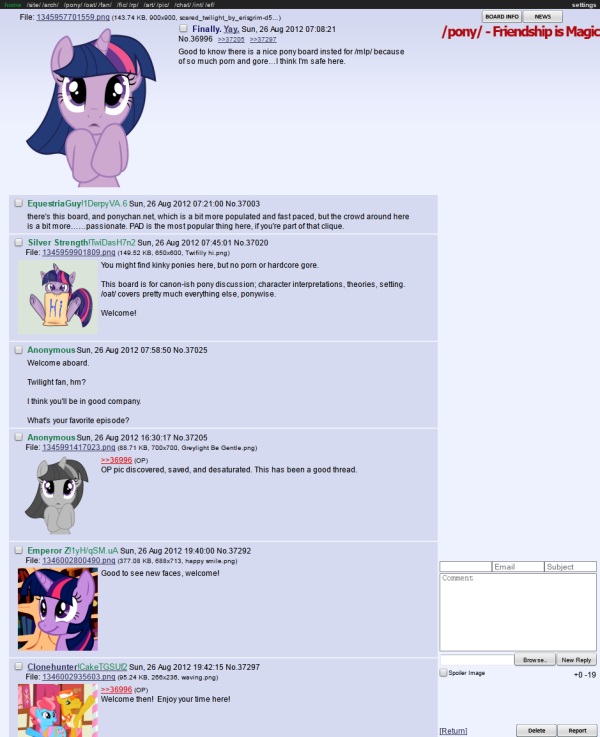 home /site/ /arch/ /pony/ /oat/ /fan/ /fic/ /rp/ /art/ /pic/ /chat/ /int/ /efl/ settings
File: 1345957701559.png (143.74 KB, 900x900, scared_twilight_by_erisgrim-d5...)
BOARD INFO NEWS
/pony/ - Friendship is Magic
Finally. Yay, Sun, 26 Aug 2012 07:08:21
No.36996 >>37205 >>37297
Good to know there is a nice pony board insted for /mlp/ because
of so much porn and gore...I think I'm safe here.
EquestriaGuy!1DerpyVA.6 Sun, 26 Aug 2012 07:21:00 No.37003
there's this board, and ponychan.net, which is a bit more populated and fast paced, but the crowd around here
is a bit more......passionate. PAD is the most popular thing here, if you're part of that clique.
Silver Strength!TwiDasH7n2 Sun, 26 Aug 2012 07:45:01 No.37020
File: 1345959901809.png (149.52 KB, 650x600, Twifilly hi.png)
You might find kinky ponies here, but no porn or hardcore gore.
This board is for canon-ish pony discussion; character interpretations, theories, setting.
/oat/ covers pretty much everything else, ponywise.
Welcome!
Hi
Anonymous Sun, 26 Aug 2012 07:58:50 No.37025
Welcome aboard.
Twilight fan, hm?
I think you'll be in good company.
What's your favorite episode?
Anonymous Sun, 26 Aug 2012 16:30:17 No.37205
File: 1345991417023.png (88.71 KB, 700x700, Greylight Be Gentle.png)
>>36996 (OP)
OP pic discovered, saved, and desaturated. This has been a good thread.
Emperor Z!1yH/qSM.uA Sun, 26 Aug 2012 19:40:00 No.37292
File: 1346002800490.png (377.08 KB, 688x713, happy smile.png)
Good to see new faces, welcome!
Clonehunter!CakeTGSUf2 Sun, 26 Aug 2012 19:42:15 No.37297
File: 1346002935603.png (95.24 KB, 266x236, waving.png)
>>36996 (OP)
Welcome then! Enjoy your time here!
Email Subject
Comment
Browse.. New Reply
Spoiler Image +0 -19
[Return] Delete Report